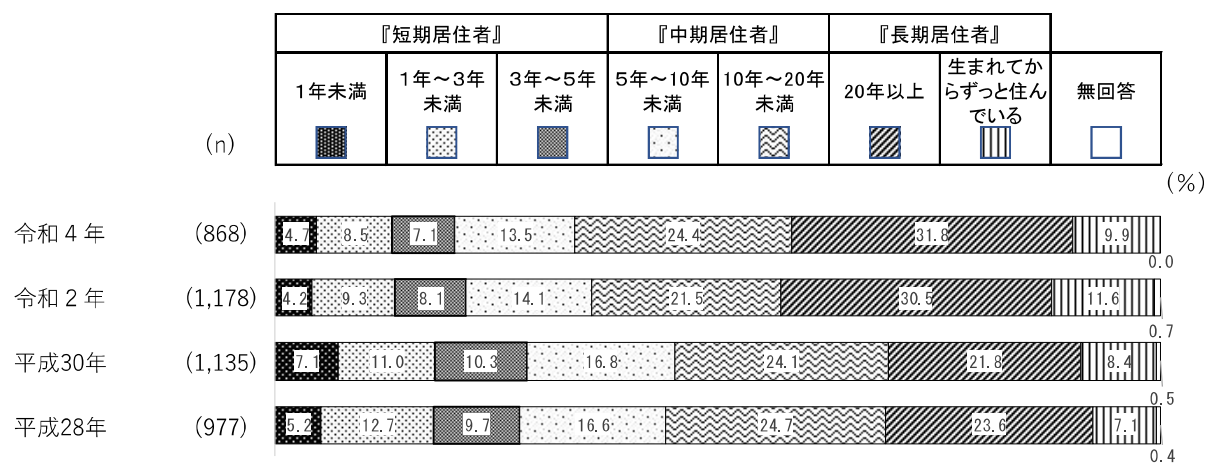 『短期居住者』 『中期居住者』 『長期居住者』
1年未満 1年～3年未満 3年～5年未満 5年～10年未満 10年～20年未満 20年以上 生まれてからずっと住んでいる 無回答
(n)
(%)
令和４年 (868) 4.7 8.5 7.1 13.5 24.4 31.8 9.9
0.0
令和２年 (1,178) 4.2 9.3 8.1 14.1 21.5 30.5 11.6
0.7
平成30年 (1,135) 7.1 11.0 10.3 16.8 24.1 21.8 8.4
0.5
平成28年 (977) 5.2 12.7 9.7 16.6 24.7 23.6 7.1
0.4